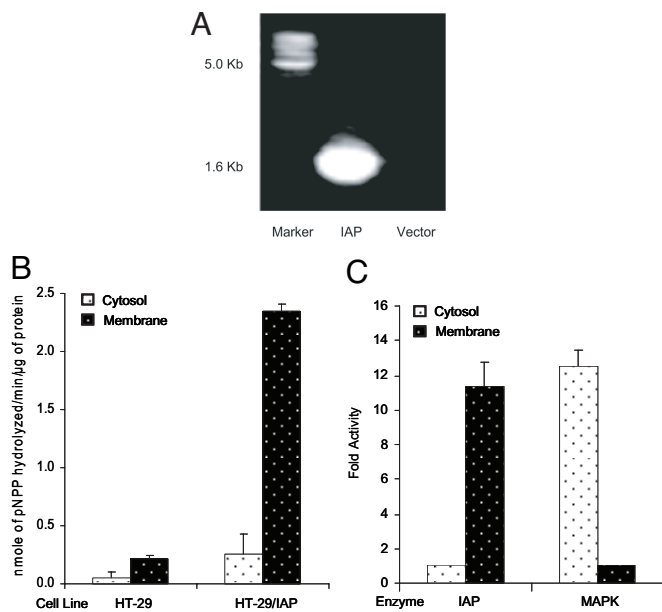 A
5.0 Kb
1.6 Kb
Marker IAP Vector
B
Cytosol
Membrane
nmole of pNPP hydrolyzed/min/µg of protein
2.5
2.0
1.5
1.0
0.5
0.0
Cell Line HT-29 HT-29/IAP
C
Cytosol
Membrane
Fold Activity
16
14
12
10
8
6
4
2
0
Enzyme IAP MAPK